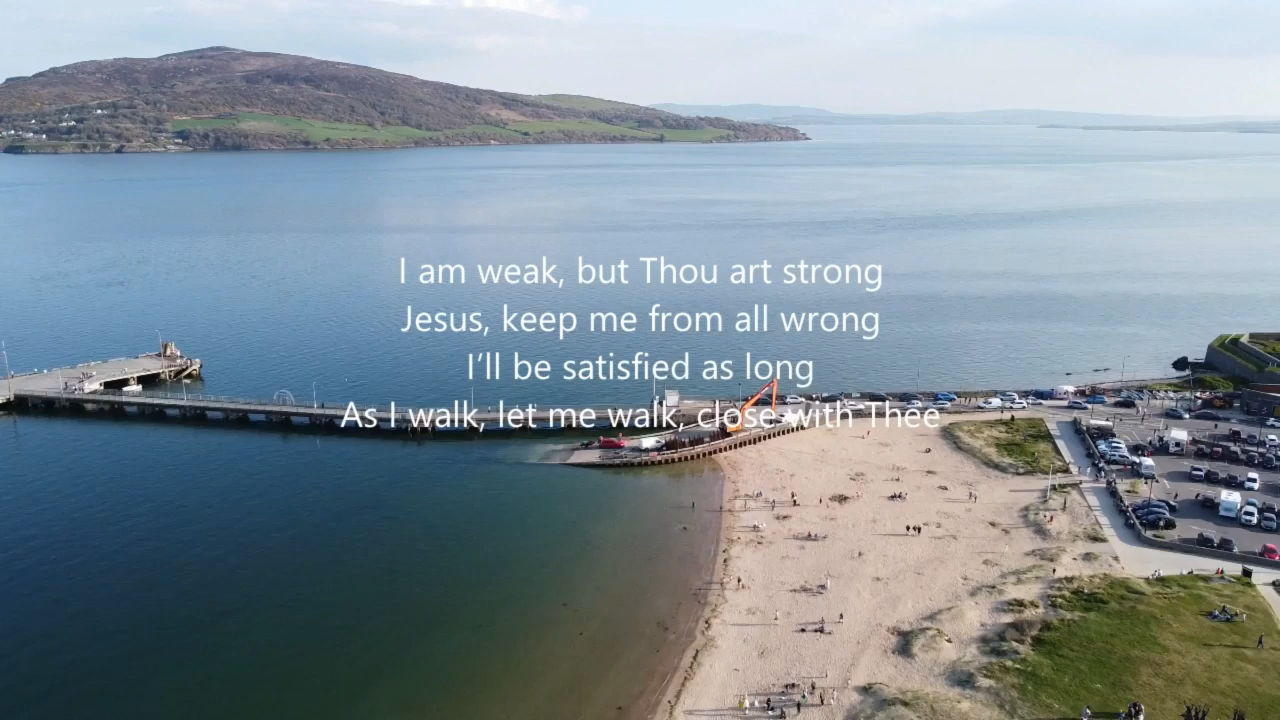 I am weak, but Thou art strong
Jesus, keep me from all wrong
I'll be satisfied as long
As I walk, let me walk, close with Thee